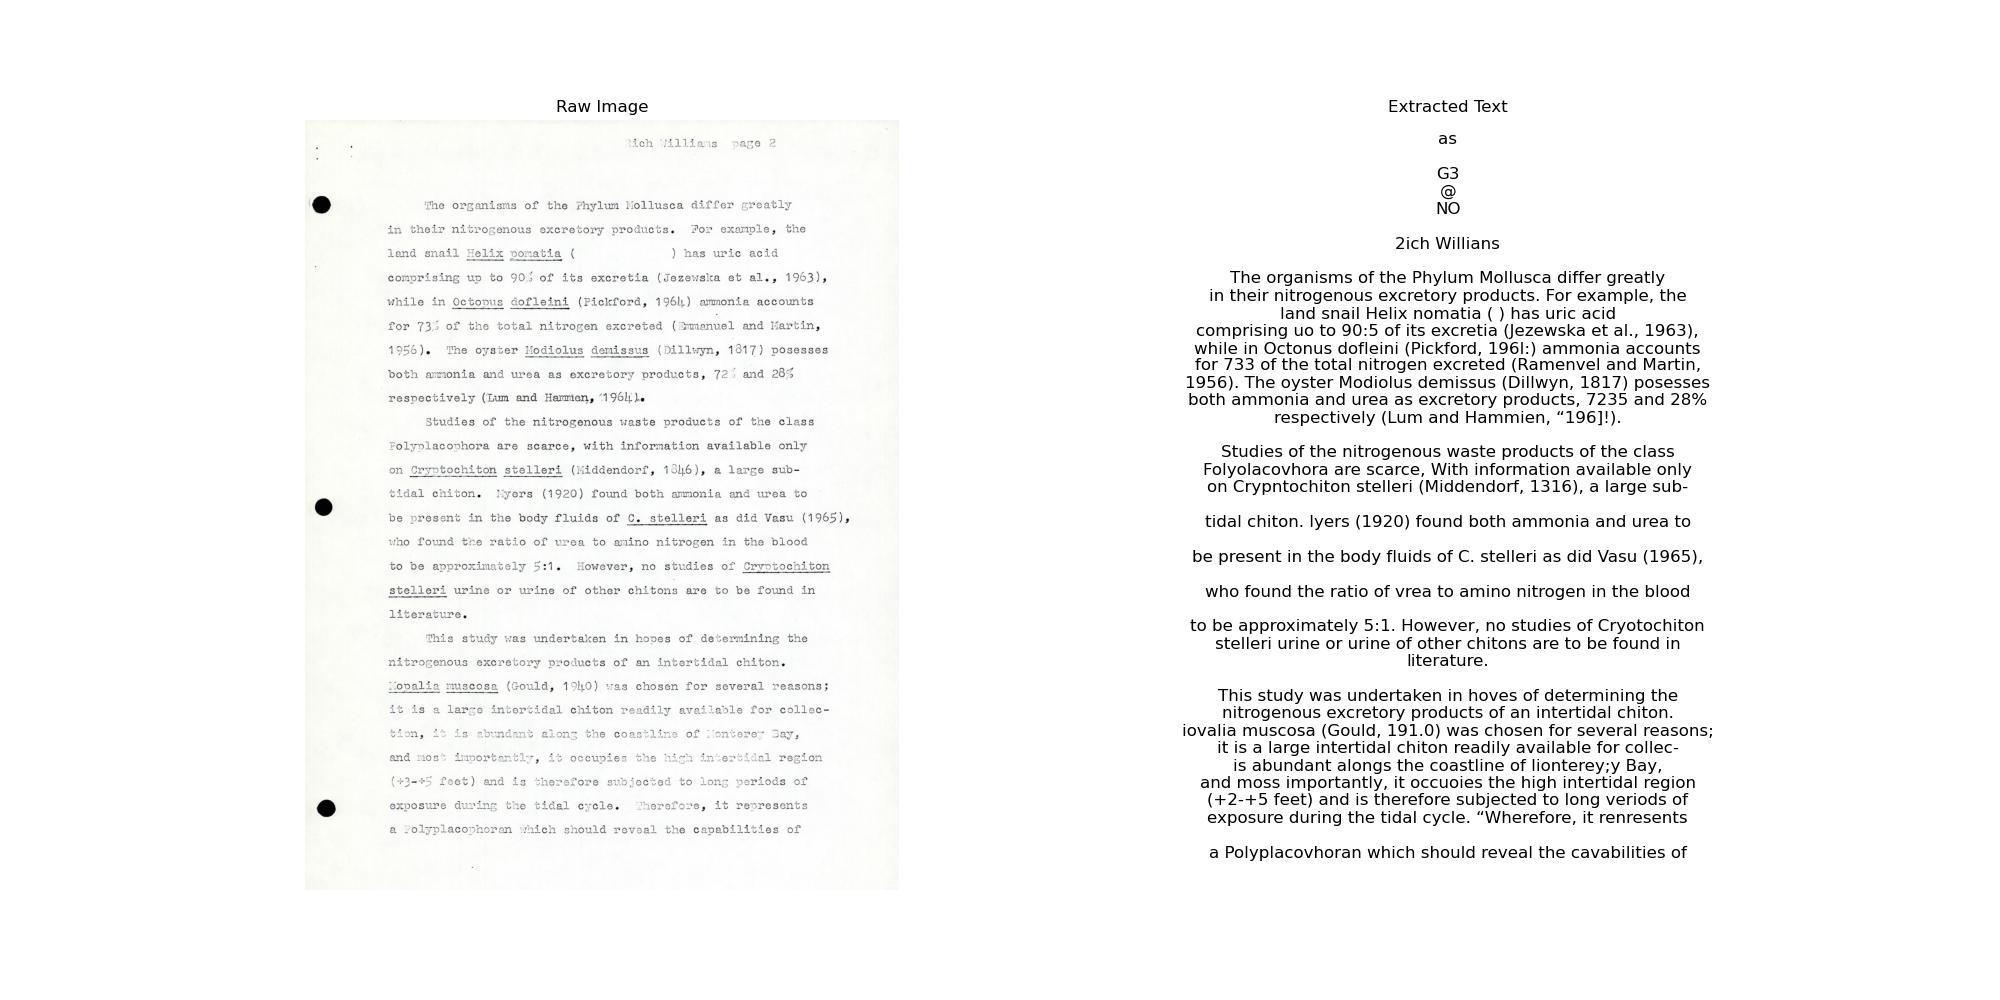 Raw Image
Rich Williams page 2
The organisms of the Phylum Mollusca differ greatly
in their nitrogenous excretory products. For example, the
land snail Helix pomatia ( ) has uric acid
comprising up to 90% of its excretia (Jezewska et al., 1963),
while in Octopus dofleini (Pickford, 1964) ammonia accounts
for 73% of the total nitrogen excreted (Emmanuel and Martin,
1956). The oyster Modiolus demissus (Dillwyn, 1817) posesses
both ammonia and urea as excretory products, 72% and 28%
respectively (Lum and Hammen, 1964).
Studies of the nitrogenous waste products of the class
Polyplacophora are scarce, with information available only
on Cryptochiton stelleri (Middendorf, 1846), a large sub-
tidal chiton. Myers (1920) found both ammonia and urea to
be present in the body fluids of C. stelleri as did Vasu (1965),
who found the ratio of urea to amino nitrogen in the blood
to be approximately 5:1. However, no studies of Cryptochiton
stelleri urine or urine of other chitons are to be found in
literature.
This study was undertaken in hopes of determining the
nitrogenous excretory products of an intertidal chiton.
Mopalia muscosa (Gould, 1940) was chosen for several reasons;
it is a large intertidal chiton readily available for collec-
tion, it is abundant along the coastline of Monterey Bay,
and most importantly, it occupies the high intertidal region
(+3-+5 feet) and is therefore subjected to long periods of
exposure during the tidal cycle. Therefore, it represents
a Polyplacophoran which should reveal the capabilities of
Extracted Text
as
G3
@
NO
2ich Willians
The organisms of the Phylum Mollusca differ greatly
in their nitrogenous excretory products. For example, the
land snail Helix nomatia ( ) has uric acid
comprising uo to 90:5 of its excretia (Jezewska et al., 1963),
while in Octonus dofleini (Pickford, 196l:) ammonia accounts
for 733 of the total nitrogen excreted (Ramenvel and Martin,
1956). The oyster Modiolus demissus (Dillwyn, 1817) posesses
both ammonia and urea as excretory products, 7235 and 28%
respectively (Lum and Hammien, “196]!).
Studies of the nitrogenous waste products of the class
Folyolacovhora are scarce, With information available only
on Crypntochiton stelleri (Middendorf, 1316), a large sub-
tidal chiton. lyers (1920) found both ammonia and urea to
be present in the body fluids of C. stelleri as did Vasu (1965),
who found the ratio of vrea to amino nitrogen in the blood
to be approximately 5:1. However, no studies of Cryotochiton
stelleri urine or urine of other chitons are to be found in
literature.
This study was undertaken in hoves of determining the
nitrogenous excretory products of an intertidal chiton.
iovalia muscosa (Gould, 191.0) was chosen for several reasons;
it is a large intertidal chiton readily available for collec-
is abundant alongs the coastline of lionterey;y Bay,
and moss importantly, it occuoies the high intertidal region
(+2-+5 feet) and is therefore subjected to long veriods of
exposure during the tidal cycle. “Wherefore, it renresents
a Polyplacovhoran which should reveal the cavabilities of